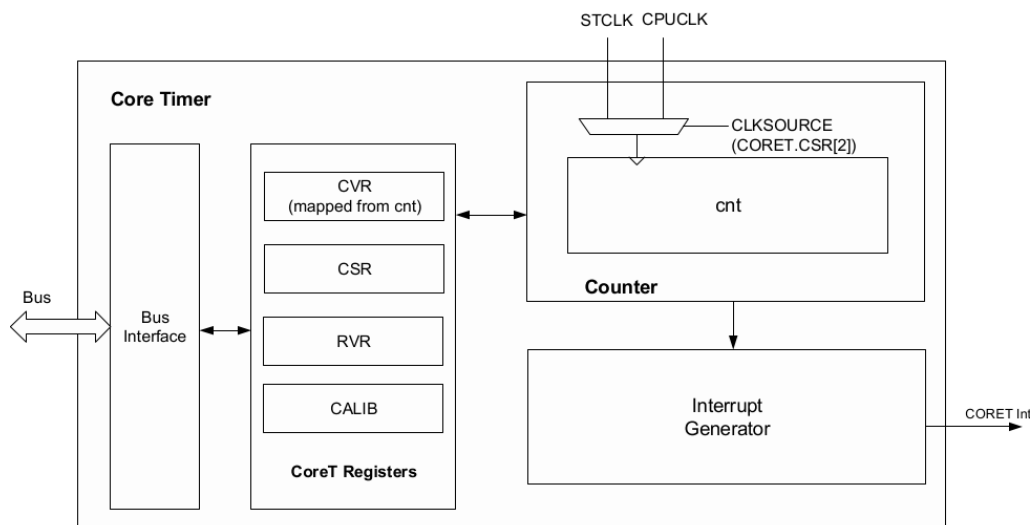 STCLK CPUCLK
Core Timer
CLKSOURCE
(CORET.CSR[2])
CVR
(mapped from cnt)
cnt
CSR
Counter
Bus
Bus
Interface
RVR
CALIB
Interrupt
Generator
CORET Int
CoreT Registers